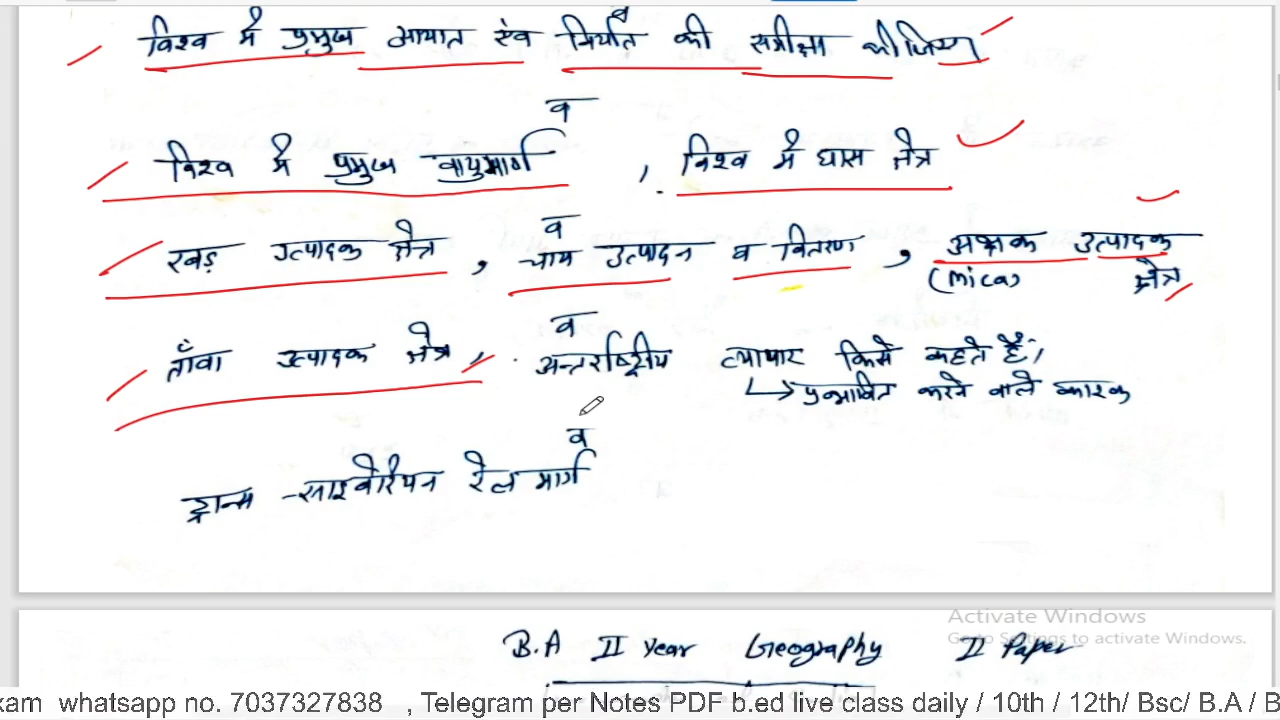 विश्व में प्रमुख आयात एंव निर्यात की समीक्षा कीजिए।
व
विश्व में प्रमुख वायुमार्ग , विश्व में घास क्षेत्र
व
रबड़ उत्पादक क्षेत्र , चाय उत्पादन व वितरण , अभ्रक उत्पादक
(Mica) क्षेत्र
व
ताँवा उत्पादक क्षेत्र , अन्तर्राष्ट्रीय व्यापार किसे कहते हैं,
↳ प्रभावित करने वाले कारक
व
ट्रान्स -साइवेरियन रेल मार्ग
Activate Windows
Go to Settings to activate Windows.
B.A II Year Geography II Paper
xam whatsapp no. 7037327838 , Telegram per Notes PDF b.ed live class daily / 10th / 12th/ Bsc/ B.A / B